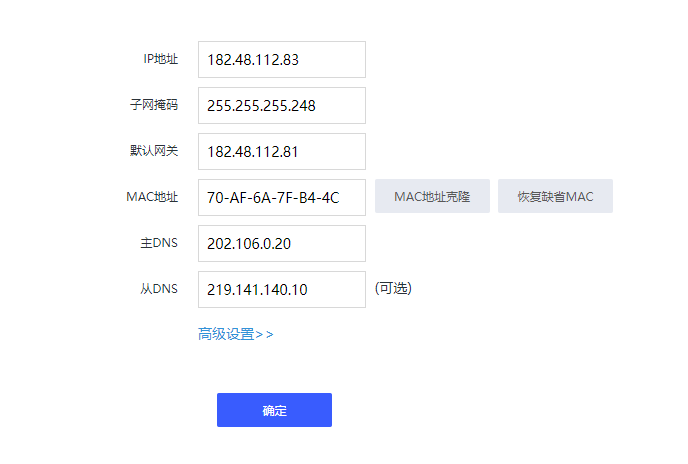 IP地址 182.48.112.83
子网掩码 255.255.255.248
默认网关 182.48.112.81
MAC地址 70-AF-6A-7F-B4-4C MAC地址克隆 恢复缺省MAC
主DNS 202.106.0.20
从DNS 219.141.140.10 (可选)
高级设置>>
确定